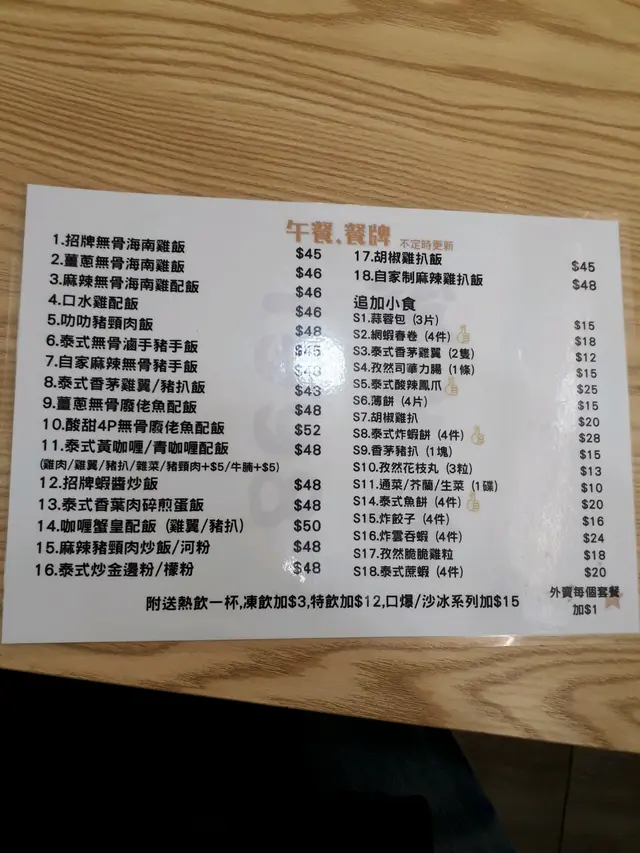 午餐.餐牌 不定時更新
1.招牌無骨海南雞飯 $45
2.薑蔥無骨海南雞飯 $46
3.麻辣無骨海南雞配飯 $46
4.口水雞配飯 $46
5.叻叻豬頸肉飯 $48
6.泰式無骨滷手豬手飯 $45
7.自家麻辣無骨豬手飯 $48
8.泰式香茅雞翼/豬扒飯 $43
9.薑蔥無骨廢佬魚配飯 $48
10.酸甜4P無骨廢佬魚配飯 $52
11.泰式黃咖喱/青咖喱配飯 $48
(雞肉/雞翼/豬扒/雜菜/豬頸肉+$5/牛腩+$5)
12.招牌蝦醬炒飯 $48
13.泰式香葉肉碎煎蛋飯 $48
14.咖喱蟹皇配飯 (雞翼/豬扒) $50
15.麻辣豬頸肉炒飯/河粉 $48
16.泰式炒金邊粉/檬粉 $48
17.胡椒雞扒飯 $45
18.自家制麻辣雞扒飯 $48
追加小食
S1.蒜蓉包 (3片) $15
S2.網蝦春卷 (4件) $18
S3.泰式香茅雞翼 (2隻) $12
S4.孜然司華力腸 (1條) $15
S5.泰式酸辣鳳爪 $25
S6.薄餅 (4片) $15
S7.胡椒雞扒 $20
S8.泰式炸蝦餅 (4件) $28
S9.香茅豬扒 (1塊) $15
S10.孜然花枝丸 (3粒) $13
S11.通菜/芥蘭/生菜 (1碟) $10
S14.泰式魚餅 (4件) $20
S15.炸餃子 (4件) $16
S16.炸雲吞蝦 (4件) $24
S17.孜然脆脆雞粒 $18
S18.泰式蔗蝦 (4件) $20
附送熱飲一杯,凍飲加$3,特飲加$12,口爆/沙冰系列加$15
外賣每個套餐
加$1